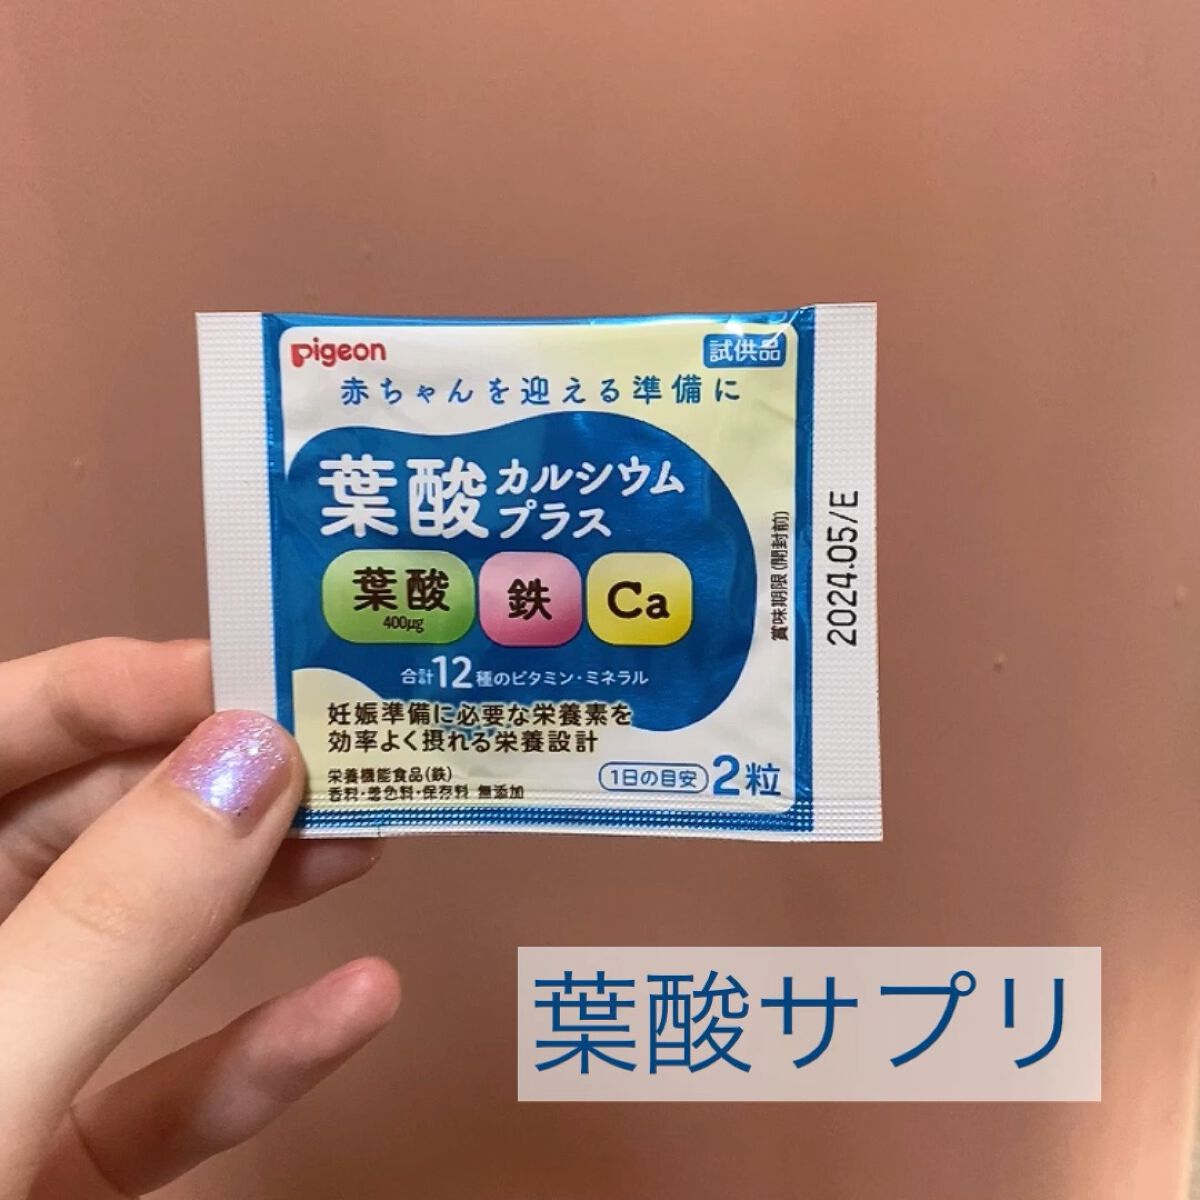 Pigeon
試供品
赤ちゃんを迎える準備に
葉酸カルシウム
プラス
葉酸
400μg
鉄
Ca
合計12種のビタミン・ミネラル
妊娠準備に必要な栄養素を
効率よく摂れる栄養設計
栄養機能食品(鉄)
香料・着色料・保存料 無添加
1日の目安 2粒
賞味期限(開封前)
2024.05/E
葉酸サプリ